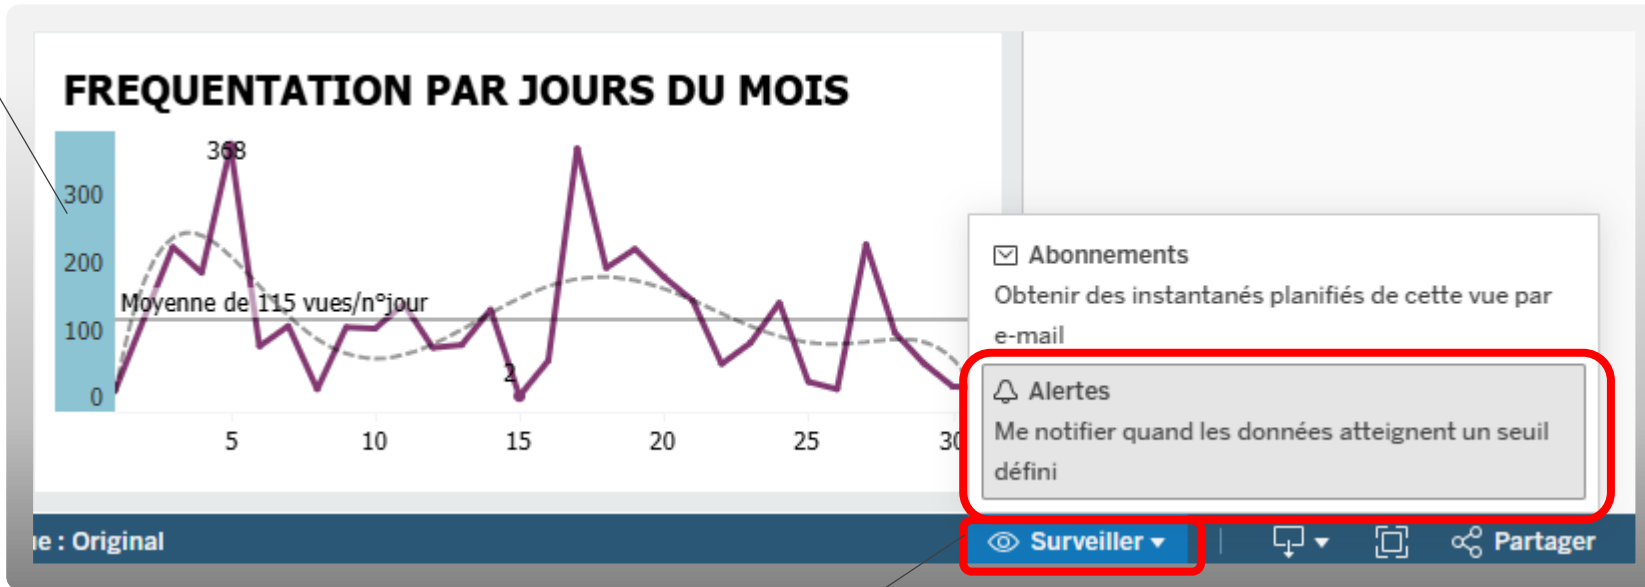 FREQUENTATION PAR JOURS DU MOIS
368
300
200
Moyenne de 115 vues/n°jour
100
2
0
5 10 15 20 25 30
Abonnements
Obtenir des instantanés planifiés de cette vue par
e-mail
Alertes
Me notifier quand les données atteignent un seuil
défini
e : Original
Surveiller
Partager